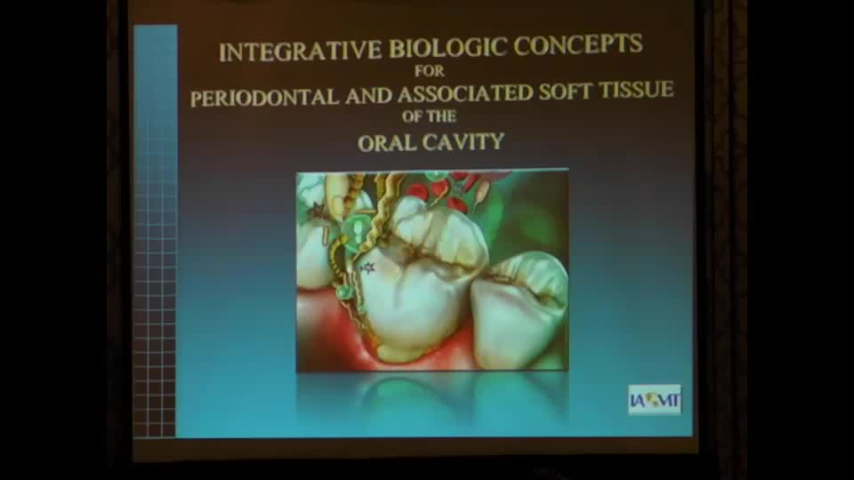 INTEGRATIVE BIOLOGIC CONCEPTS
FOR
PERIODONTAL AND ASSOCIATED SOFT TISSUE
OF THE
ORAL CAVITY
IAOMT